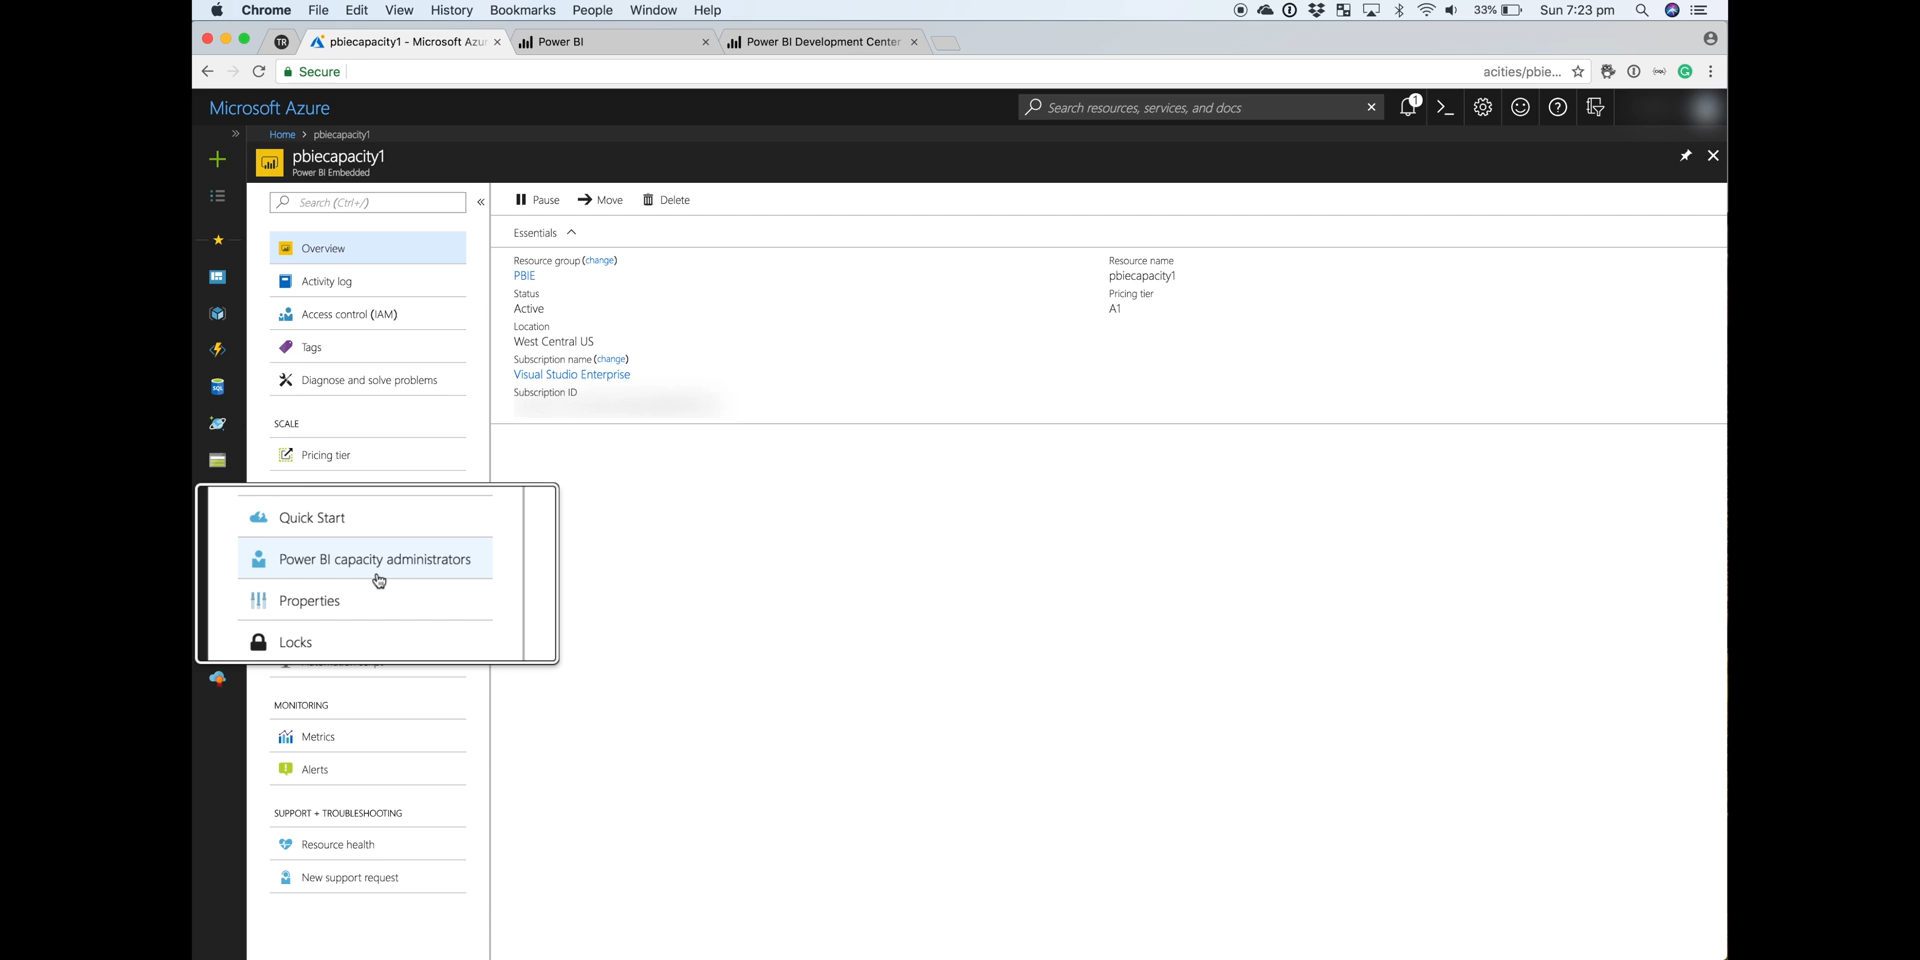 Chrome File Edit View History Bookmarks People Window Help 33% Sun 7:23 pm
TR pbiecapacity1 - Microsoft Azur Power BI Power BI Development Center
Secure acities/pbie...
Microsoft Azure Search resources, services, and docs 1
Home > pbiecapacity1
pbiecapacity1
Power BI Embedded
Search (Ctrl+/)
Pause Move Delete
Essentials
Overview
Activity log
Access control (IAM)
Tags
Diagnose and solve problems
SCALE
Pricing tier
Quick Start
Power BI capacity administrators
Properties
Locks
MONITORING
Metrics
Alerts
SUPPORT + TROUBLESHOOTING
Resource health
New support request
Resource group (change)
PBIE
Status
Active
Location
West Central US
Subscription name (change)
Visual Studio Enterprise
Subscription ID
Resource name
pbiecapacity1
Pricing tier
A1
SQL